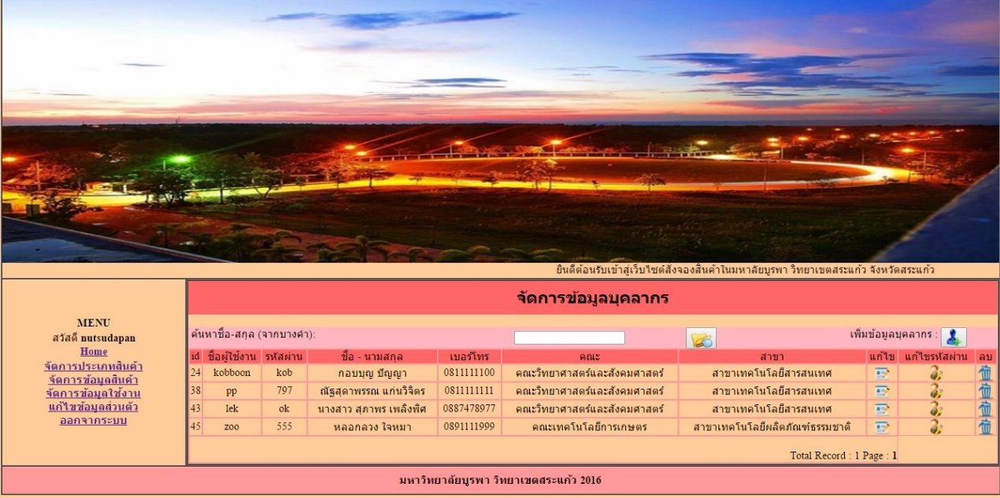 ยินดีต้อนรับเข้าสู่เว็บไซต์สั่งจองสินค้าในมหาลัยบูรพา วิทยาเขตสระแก้ว จังหวัดสระแก้ว
MENU
สวัสดี nutsudapan
Home
จัดการประเภทสินค้า
จัดการข้อมูลสินค้า
จัดการข้อมูลใช้งาน
แก้ไขข้อมูลส่วนตัว
ออกจากระบบ
จัดการข้อมูลบุคลากร
ค้นหาชื่อ-สกุล (จากบางคำ): เพิ่มข้อมูลบุคลากร :
id ชื่อผู้ใช้งาน รหัสผ่าน ชื่อ - นามสกุล เบอร์โทร คณะ สาขา แก้ไข แก้ไขรหัสผ่าน ลบ
24 kobboon kob กอบบุญ ปัญญา 0811111100 คณะวิทยาศาสตร์และสังคมศาสตร์ สาขาเทคโนโลยีสารสนเทศ
38 pp 797 ณัฐสุดาพรรณ แก่นวิจิตร 0811111111 คณะวิทยาศาสตร์และสังคมศาสตร์ สาขาเทคโนโลยีสารสนเทศ
43 lek ok นางสาว สุภาพร เพลิงพิศ 0887478977 คณะวิทยาศาสตร์และสังคมศาสตร์ สาขาเทคโนโลยีสารสนเทศ
45 zoo 555 หลอกลวง ใจหมา 0891111999 คณะเทคโนโลยีการเกษตร สาขาเทคโนโลยีผลิตภัณฑ์ธรรมชาติ
Total Record : 1 Page : 1
มหาวิทยาลัยบูรพา วิทยาเขตสระแก้ว 2016